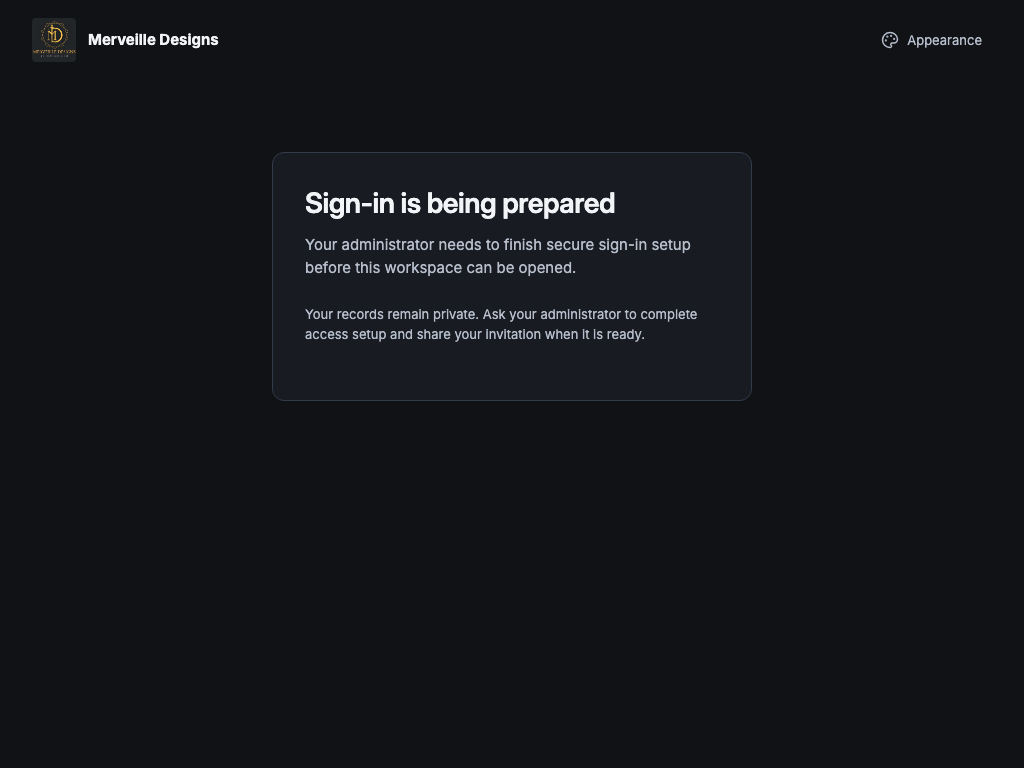 MERVEILLE DESIGNS
Merveille Designs
Appearance
Sign-in is being prepared
Your administrator needs to finish secure sign-in setup
before this workspace can be opened.
Your records remain private. Ask your administrator to complete
access setup and share your invitation when it is ready.